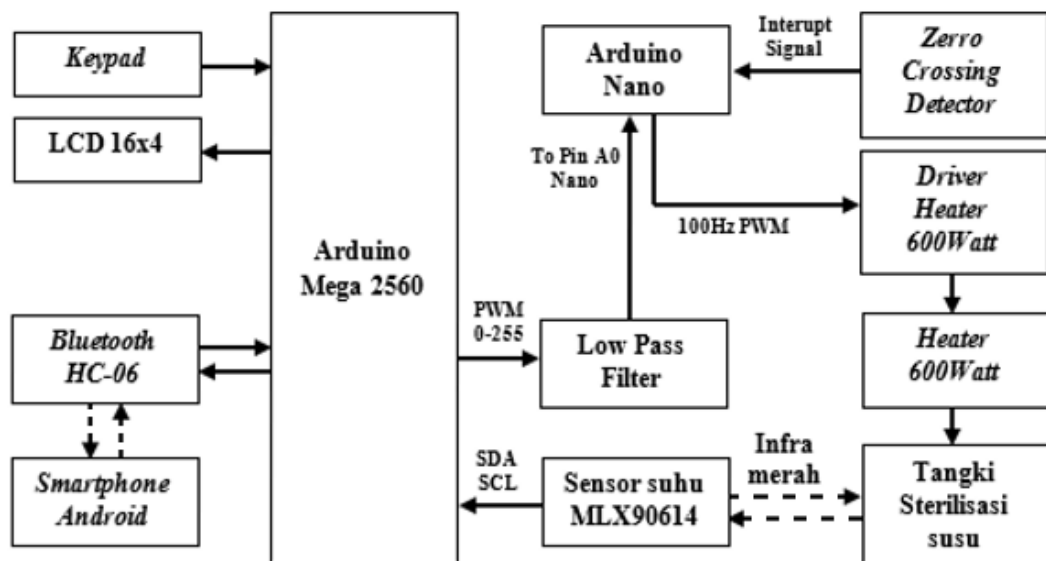 Keypad
LCD 16x4
Bluetooth
HC-06
Smartphone
Android
Arduino
Mega 2560
PWM
0-255
SDA
SCL
Arduino
Nano
Interupt
Signal
Zerro
Crossing
Detector
To Pin A0
Nano
100Hz PWM
Driver
Heater
600Watt
Low Pass
Filter
Heater
600Watt
Sensor suhu
MLX90614
Infra
merah
Tangki
Sterilisasi
susu